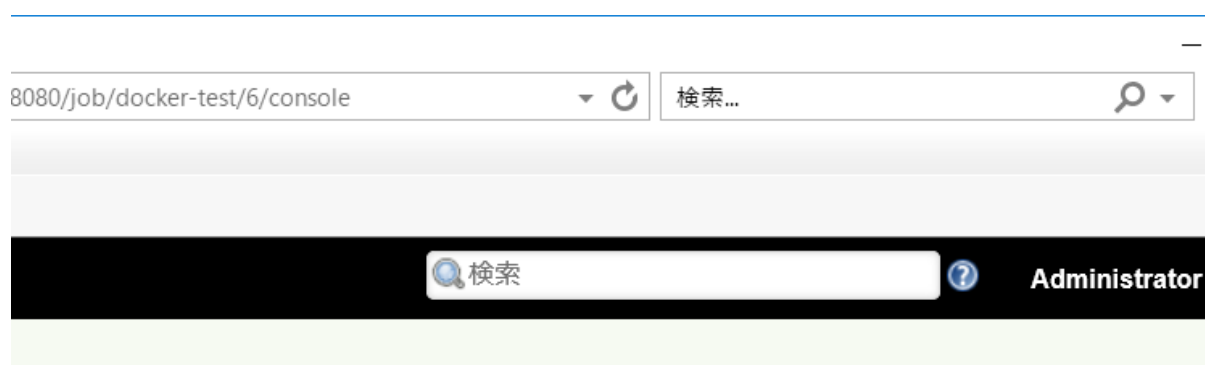 8080/job/docker-test/6/console
検索...
検索
Administrator